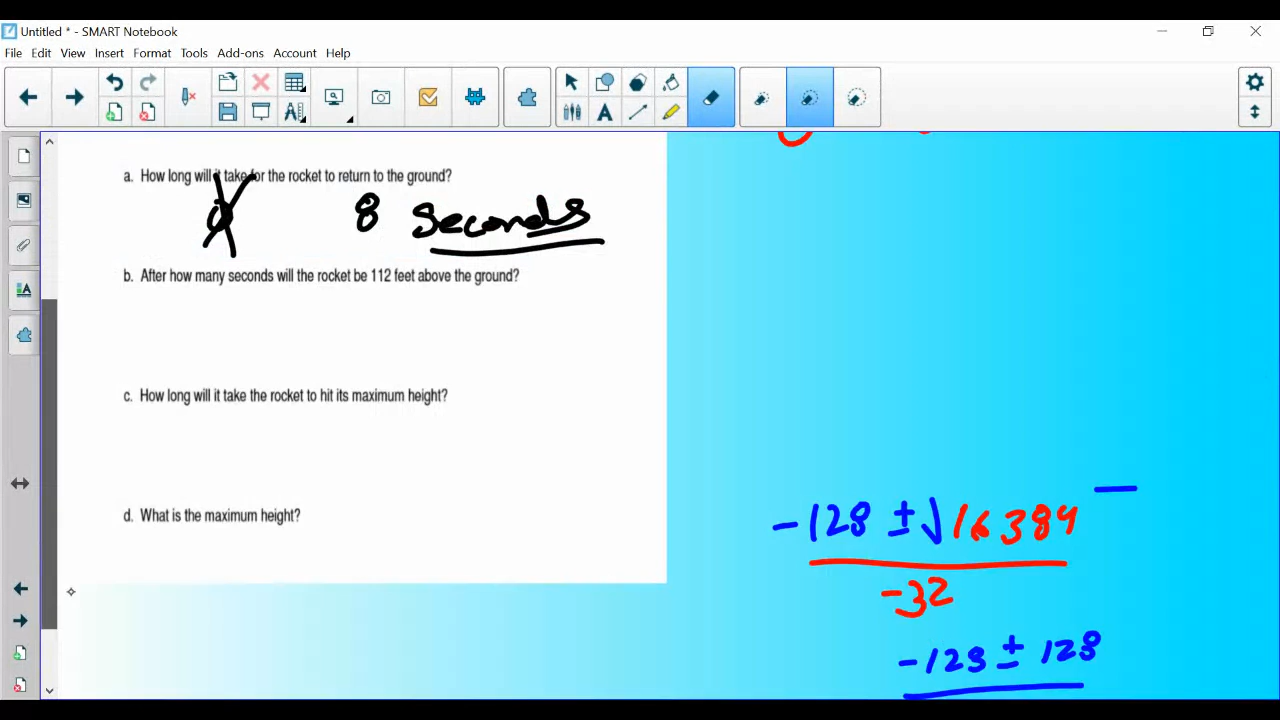 Untitled * - SMART Notebook
File Edit View Insert Format Tools Add-ons Account Help
a. How long will it take for the rocket to return to the ground?
0 8 seconds
b. After how many seconds will the rocket be 112 feet above the ground?
c. How long will it take the rocket to hit its maximum height?
d. What is the maximum height?
-128 ± √16384
-32
-128 ± 128